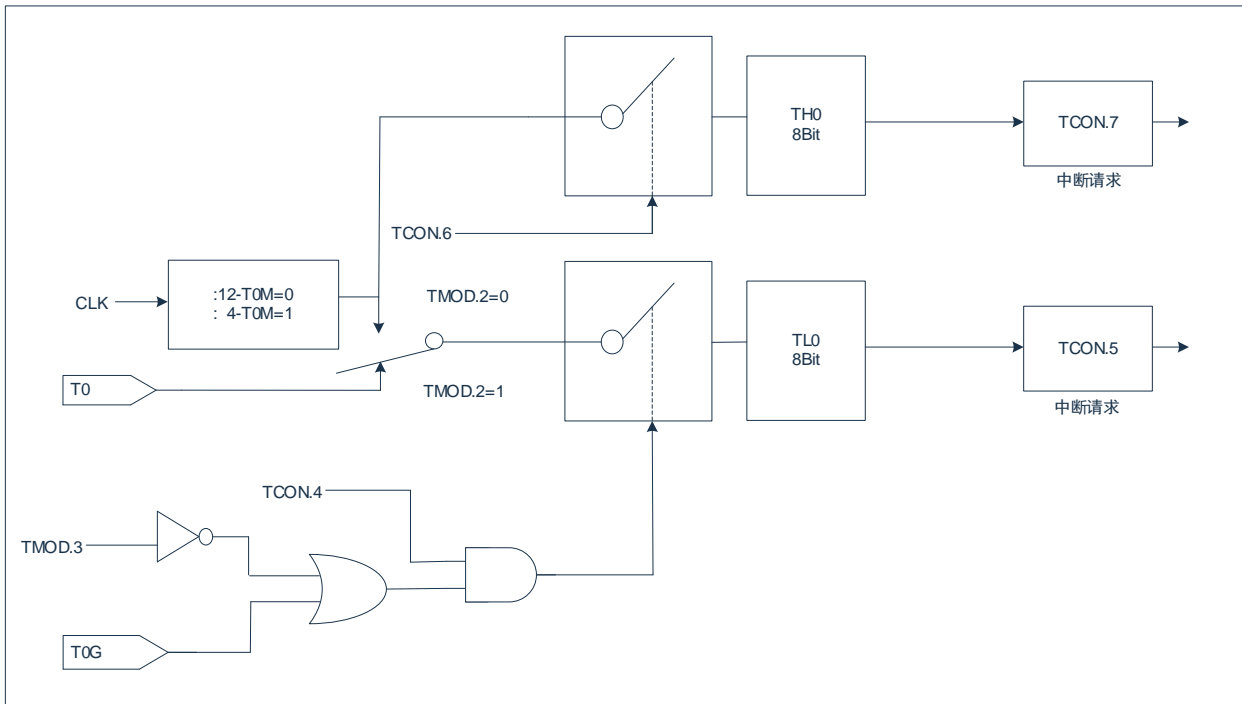 TH0
8Bit
TCON.7
中断请求
TCON.6
CLK
:12-T0M=0
: 4-T0M=1
TMOD.2=0
TL0
8Bit
TCON.5
中断请求
T0
TMOD.2=1
TCON.4
TMOD.3
T0G